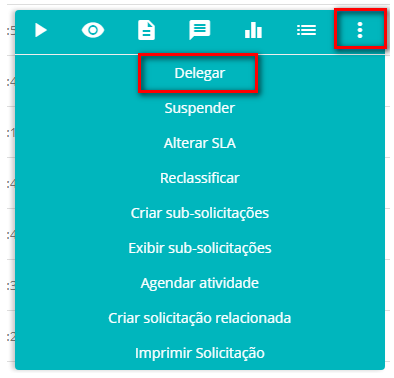 Delegar
Suspender
Alterar SLA
Reclassificar
Criar sub-solicitações
Exibir sub-solicitações
Agendar atividade
Criar solicitação relacionada
Imprimir Solicitação